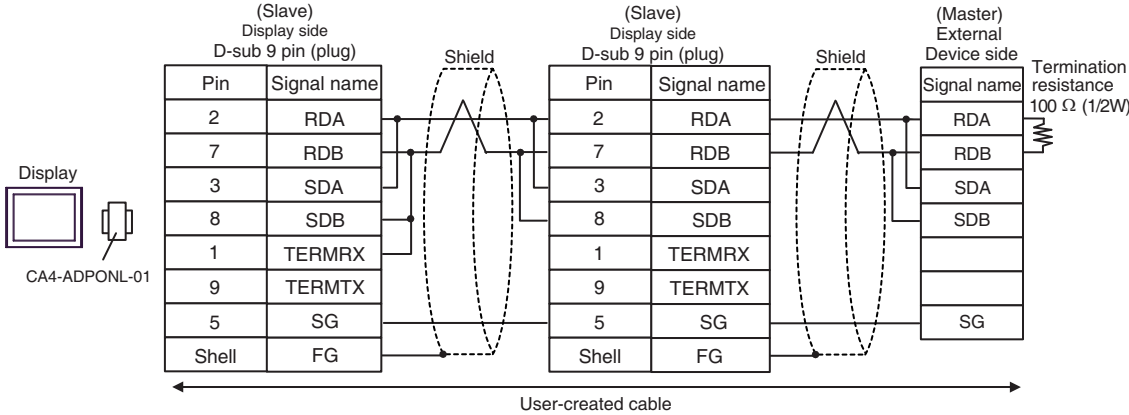 (Slave)
Display side
D-sub 9 pin (plug)
(Slave)
Display side
D-sub 9 pin (plug)
(Master)
External
Device side
Shield
Shield
Termination
resistance
100 Ω (1/2W)
Pin Signal name
2 RDA
7 RDB
3 SDA
8 SDB
1 TERMRX
9 TERMTX
5 SG
Shell FG
Pin Signal name
2 RDA
7 RDB
3 SDA
8 SDB
1 TERMRX
9 TERMTX
5 SG
Shell FG
Signal name
RDA
RDB
SDA
SDB
SG
Display
CA4-ADPONL-01
User-created cable